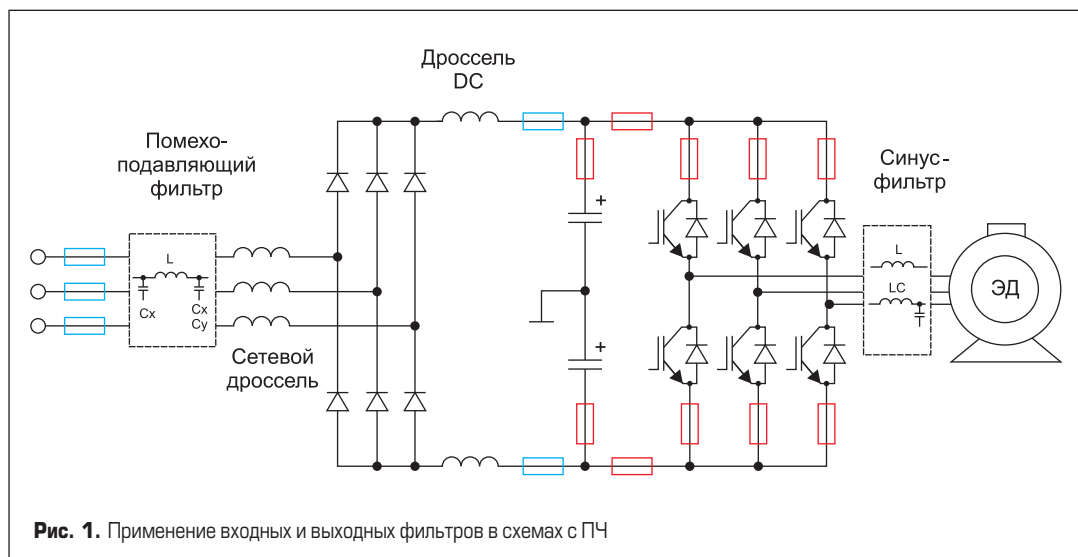 Дроссель
DC
Помехо-
подавляющий
фильтр
Синус-
фильтр
+
L
L
LC
ЭД
Cx
Cx
Cy
Сетевой
дроссель
+
Рис. 1. Применение входных и выходных фильтров в схемах с ПЧ